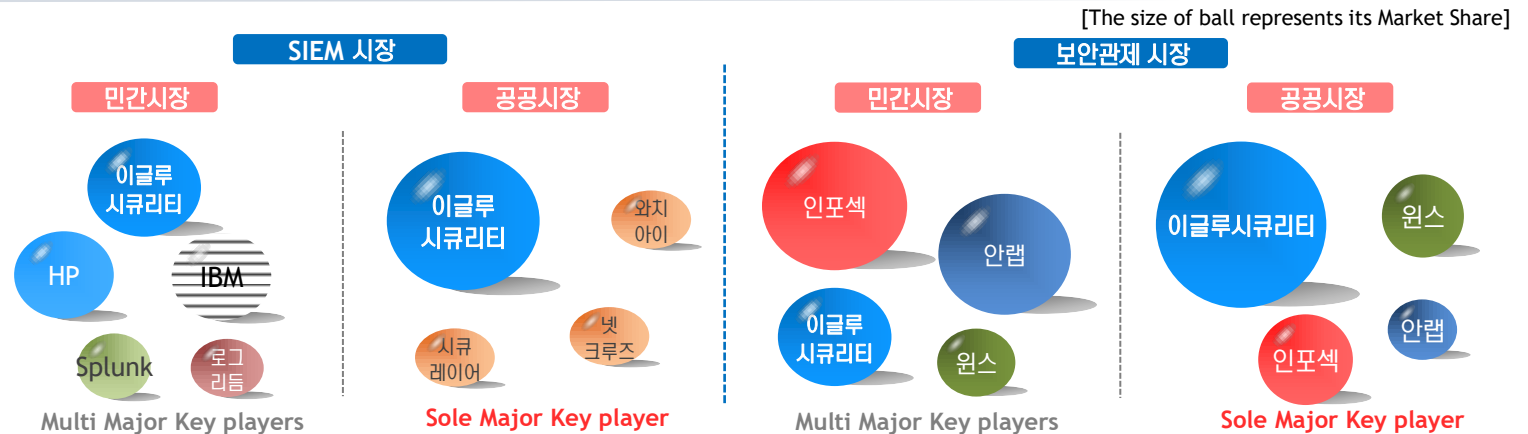 [The size of ball represents its Market Share]
SIEM 시장
보안관제 시장
민간시장
공공시장
민간시장
공공시장
이글루
시큐리티
HP
IBM
Splunk
로그
리듬
Multi Major Key players
이글루
시큐리티
와치
아이
넷
크루즈
시큐
레이어
Sole Major Key player
인포섹
안랩
이글루
시큐리티
윈스
Multi Major Key players
이글루시큐리티
윈스
안랩
인포섹
Sole Major Key player